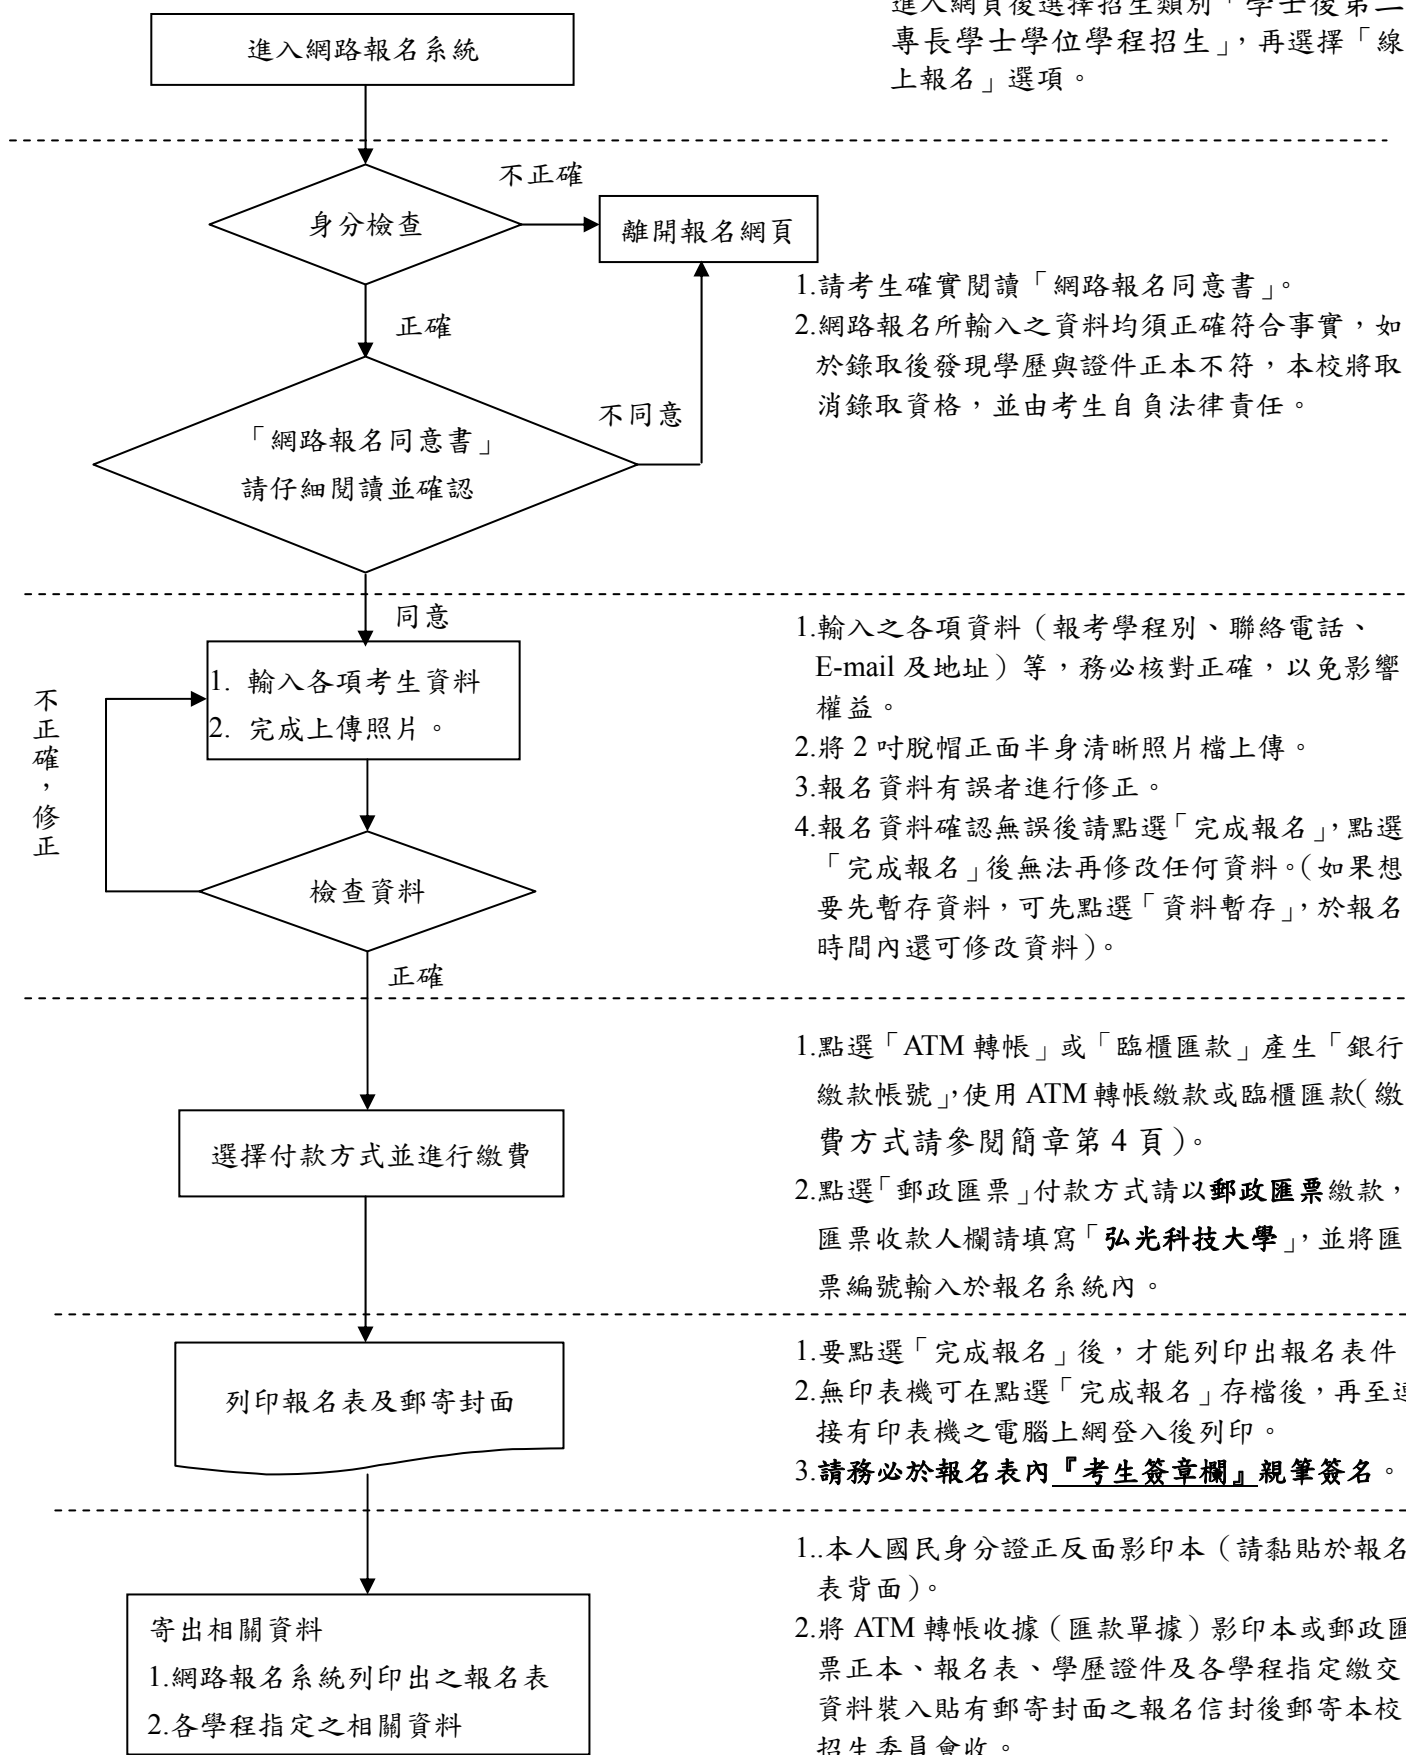 進入網頁後選擇招生類別「學士後第二
專長學士學位學程招生」，再選擇「線
上報名」選項。
進入網路報名系統
不正確
身分檢查
離開報名網頁
正確
1.請考生確實閱讀「網路報名同意書」。
2.網路報名所輸入之資料均須正確符合事實，如
於錄取後發現學歷與證件正本不符，本校將取
消錄取資格，並由考生自負法律責任。
不同意
「網路報名同意書」
請仔細閱讀並確認
同意
1. 輸入各項考生資料
2. 完成上傳照片。
不正確，修正
檢查資料
正確
1.輸入之各項資料（報考學程別、聯絡電話、
E-mail 及地址）等，務必核對正確，以免影響
權益。
2.將 2 吋脫帽正面半身清晰照片檔上傳。
3.報名資料有誤者進行修正。
4.報名資料確認無誤後請點選「完成報名」，點選
「完成報名」後無法再修改任何資料。（如果想
要先暫存資料，可先點選「資料暫存」，於報名
時間內還可修改資料）。
選擇付款方式並進行繳費
1.點選「ATM 轉帳」或「臨櫃匯款」產生「銀行
繳款帳號」，使用 ATM 轉帳繳款或臨櫃匯款（繳
費方式請參閱簡章第 4 頁）。
2.點選「郵政匯票」付款方式請以郵政匯票繳款，
匯票收款人欄請填寫「弘光科技大學」，並將匯
票編號輸入於報名系統內。
列印報名表及郵寄封面
1.要點選「完成報名」後，才能列印出報名表件
2.無印表機可在點選「完成報名」存檔後，再至連
接有印表機之電腦上網登入後列印。
3.請務必於報名表內『考生簽章欄』親筆簽名。
寄出相關資料
1.網路報名系統列印出之報名表
2.各學程指定之相關資料
1..本人國民身分證正反面影印本（請黏貼於報名
表背面）。
2.將 ATM 轉帳收據（匯款單據）影印本或郵政匯
票正本、報名表、學歷證件及各學程指定繳交
資料裝入貼有郵寄封面之報名信封後郵寄本校
招生委員會收。